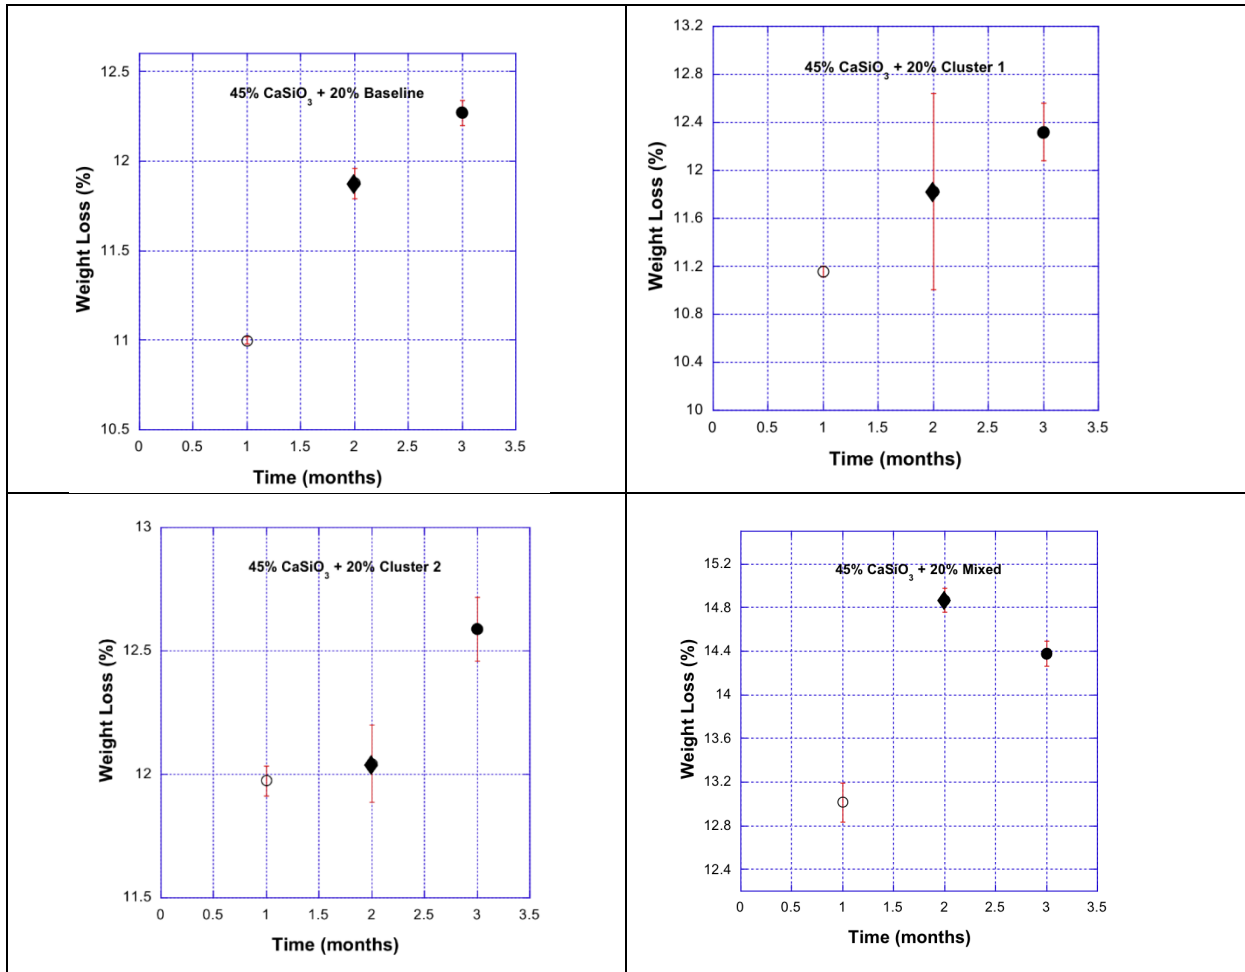 12.5
45% CaSiO3 + 20% Baseline
12
11.5
11
10.5
0 0.5 1 1.5 2 2.5 3 3.5
Weight Loss (%)
Time (months)
13.2
12.8
45% CaSiO3 + 20% Cluster 1
12.4
12
11.6
11.2
10.8
10.4
10
0 0.5 1 1.5 2 2.5 3 3.5
Weight Loss (%)
Time (months)
13
45% CaSiO3 + 20% Cluster 2
12.5
12
11.5
0 0.5 1 1.5 2 2.5 3 3.5
Weight Loss (%)
Time (months)
15.2
45% CaSiO3 + 20% Mixed
14.8
14.4
14
13.6
13.2
12.8
12.4
0 0.5 1 1.5 2 2.5 3 3.5
Weight Loss (%)
Time (months)